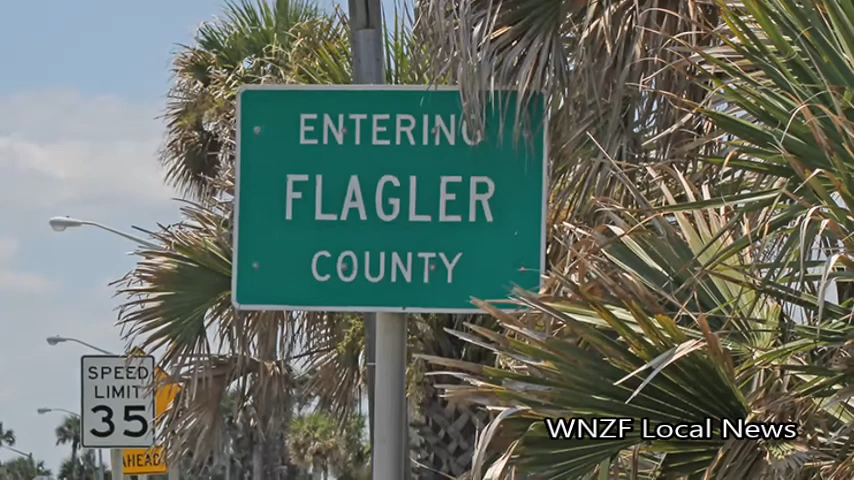 ENTERING
FLAGLER
COUNTY
SPEED
LIMIT
35
AHEAD
WNZF Local News